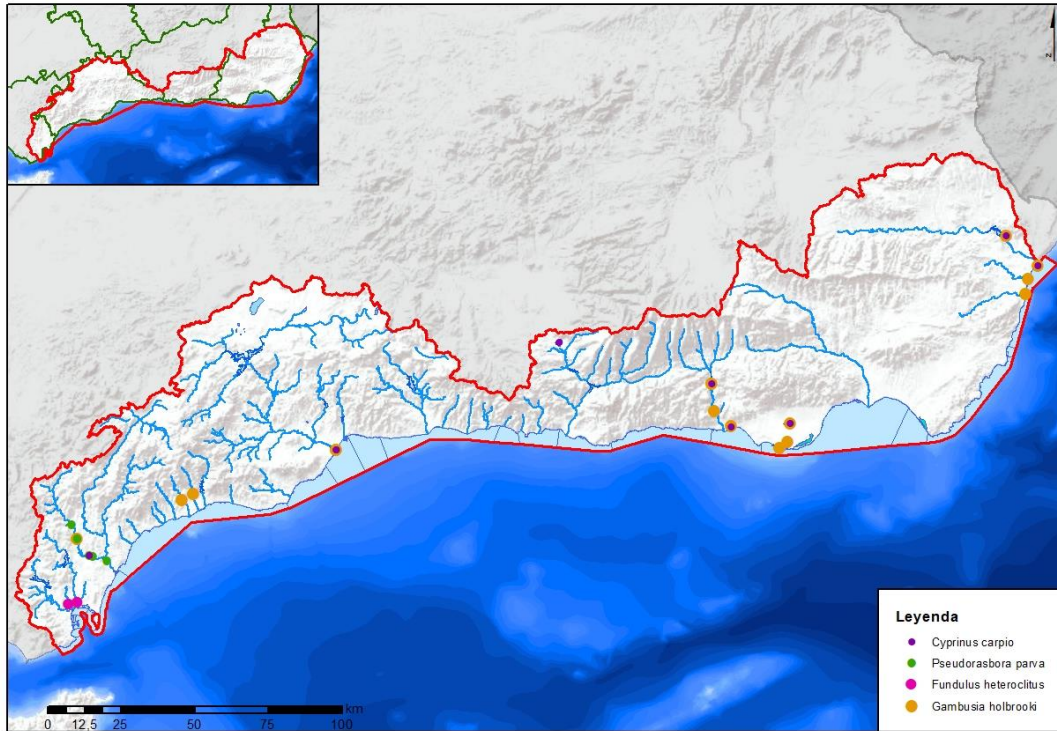 N
Leyenda
Cyprinus carpio
Pseudorasbora parva
Fundulus heteroclitus
Gambusia holbrooki
0 12,5 25 50 75 100
km